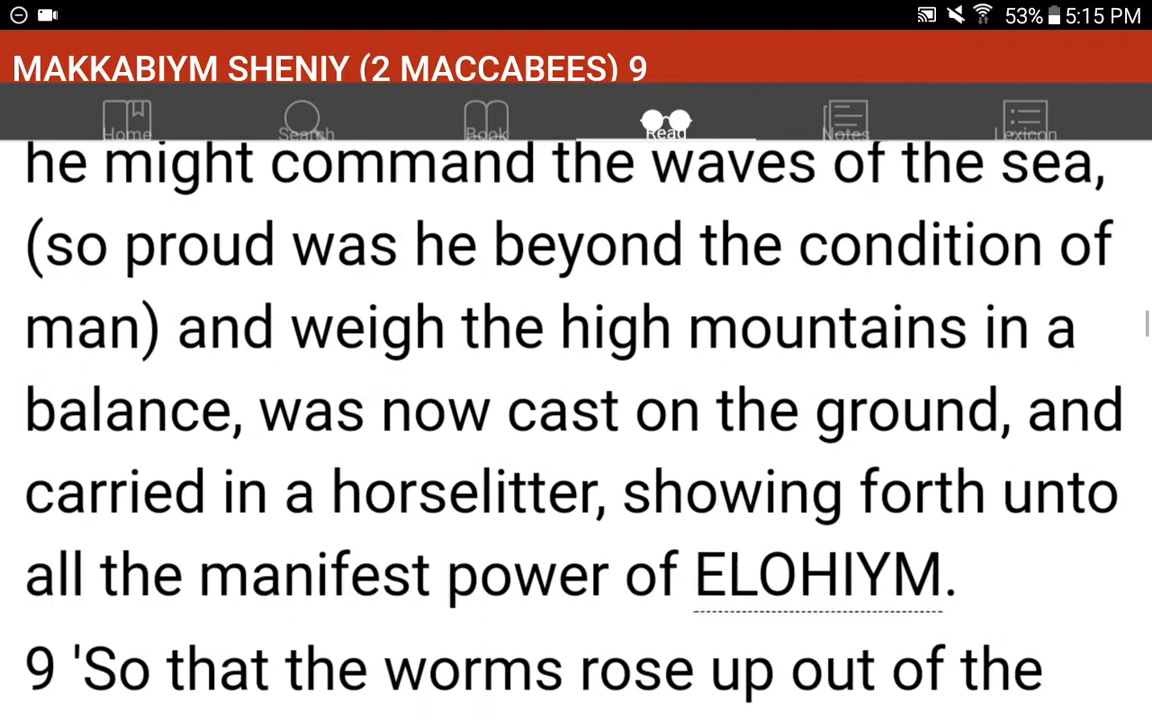 53% 5:15 PM
MAKKABIYM SHENIY (2 MACCABEES) 9
Home Search Book Read Notes Lexicon
he might command the waves of the sea,
(so proud was he beyond the condition of
man) and weigh the high mountains in a
balance, was now cast on the ground, and
carried in a horselitter, showing forth unto
all the manifest power of ELOHIYM.
9 'So that the worms rose up out of the